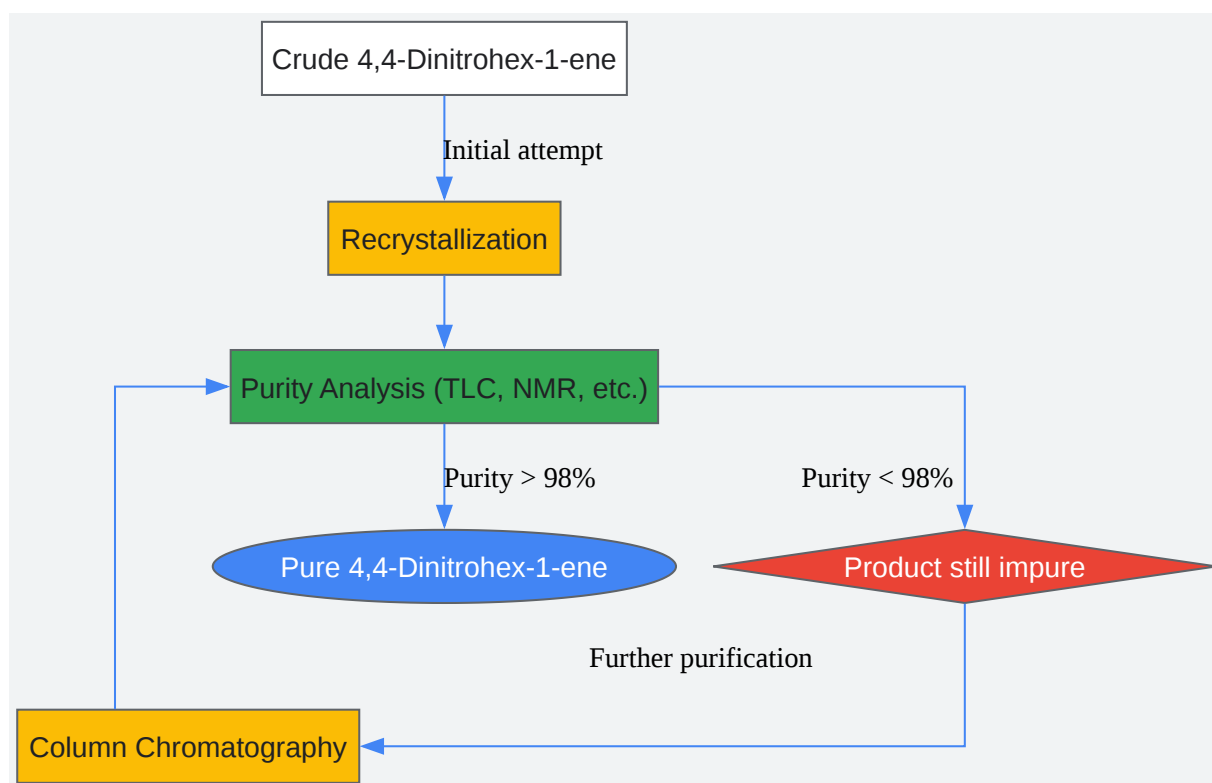 Crude 4,4-Dinitrohex-1-ene
Initial attempt
Recrystallization
Purity Analysis (TLC, NMR, etc.)
Purity > 98%
Purity < 98%
Pure 4,4-Dinitrohex-1-ene
Product still impure
Further purification
Column Chromatography